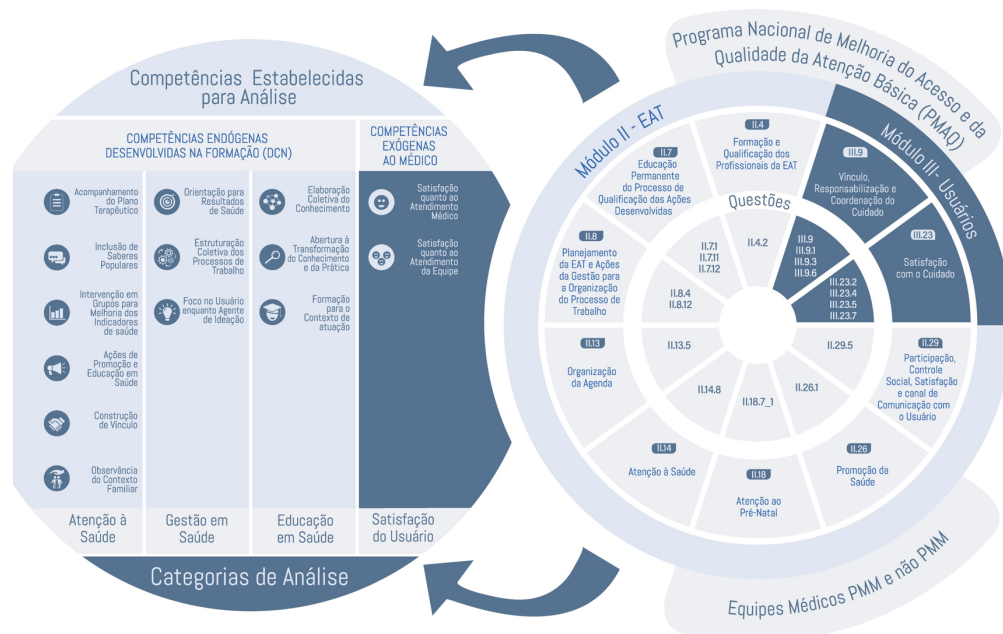 Competências Estabelecidas
para Análise
COMPETÊNCIAS ENDÓGENAS
DESENVOLVIDAS NA FORMAÇÃO (DCN)
COMPETÊNCIAS
EXÓGENAS
AO MÉDICO
Acompanhamento
do Plano
Terapêutico
Inclusão de
Saberes
Populares
Intervenção em
Grupos para
Melhoria dos
Indicadores
de saúde
Ações de
Promoção e
Educação em
Saúde
Construção
de Vínculo
Observância
do Contexto
Familiar
Orientação para
Resultados
de Saúde
Estruturação
Coletiva dos
Processos de
Trabalho
Foco no Usuário
enquanto Agente
de Ideação
Elaboração
Coletiva do
Conhecimento
Abertura à
Transformação
do Conhecimento
e da Prática
Formação
para o
Contexto de
atuação
Satisfação
quanto ao
Atendimento
Médico
Satisfação
quanto ao
Atendimento
da Equipe
Atenção à
Saúde
Gestão em
Saúde
Educação
em Saúde
Satisfação
do Usuário
Categorias de Análise
Programa Nacional de Melhoria do Acesso e da
Qualidade da Atenção Básica (PMAQ)
Módulo II - EAT
Módulo III- Usuários
II.4
Formação e
Qualificação dos
Profissionais da EAT
III.9
Vínculo,
Responsabilização e
Coordenação do
Cuidado
III.23
Satisfação
com o Cuidado
II.29
Participação,
Controle
Social, Satisfação
e canal de
Comunicação com
o Usuário
II.26
Promoção da
Saúde
II.18
Atenção ao
Pré-Natal
II.14
Atenção à Saúde
II.13
Organização
da Agenda
II.8
Planejamento
da EAT e Ações
da Gestão para
a Organização
do Processo de
Trabalho
II.7
Educação
Permanente
do Processo de
Qualificação das Ações
Desenvolvidas
Questões
II.4.2
III.9
III.9.1
III.9.3
III.9.6
III.23.2
III.23.4
III.23.5
III.23.7
II.29.5
II.26.1
II.18.7_1
II.14.8
II.13.5
II.8.4
II.8.12
II.7.1
II.7.11
II.7.12
Equipes Médicos PMM e não PMM